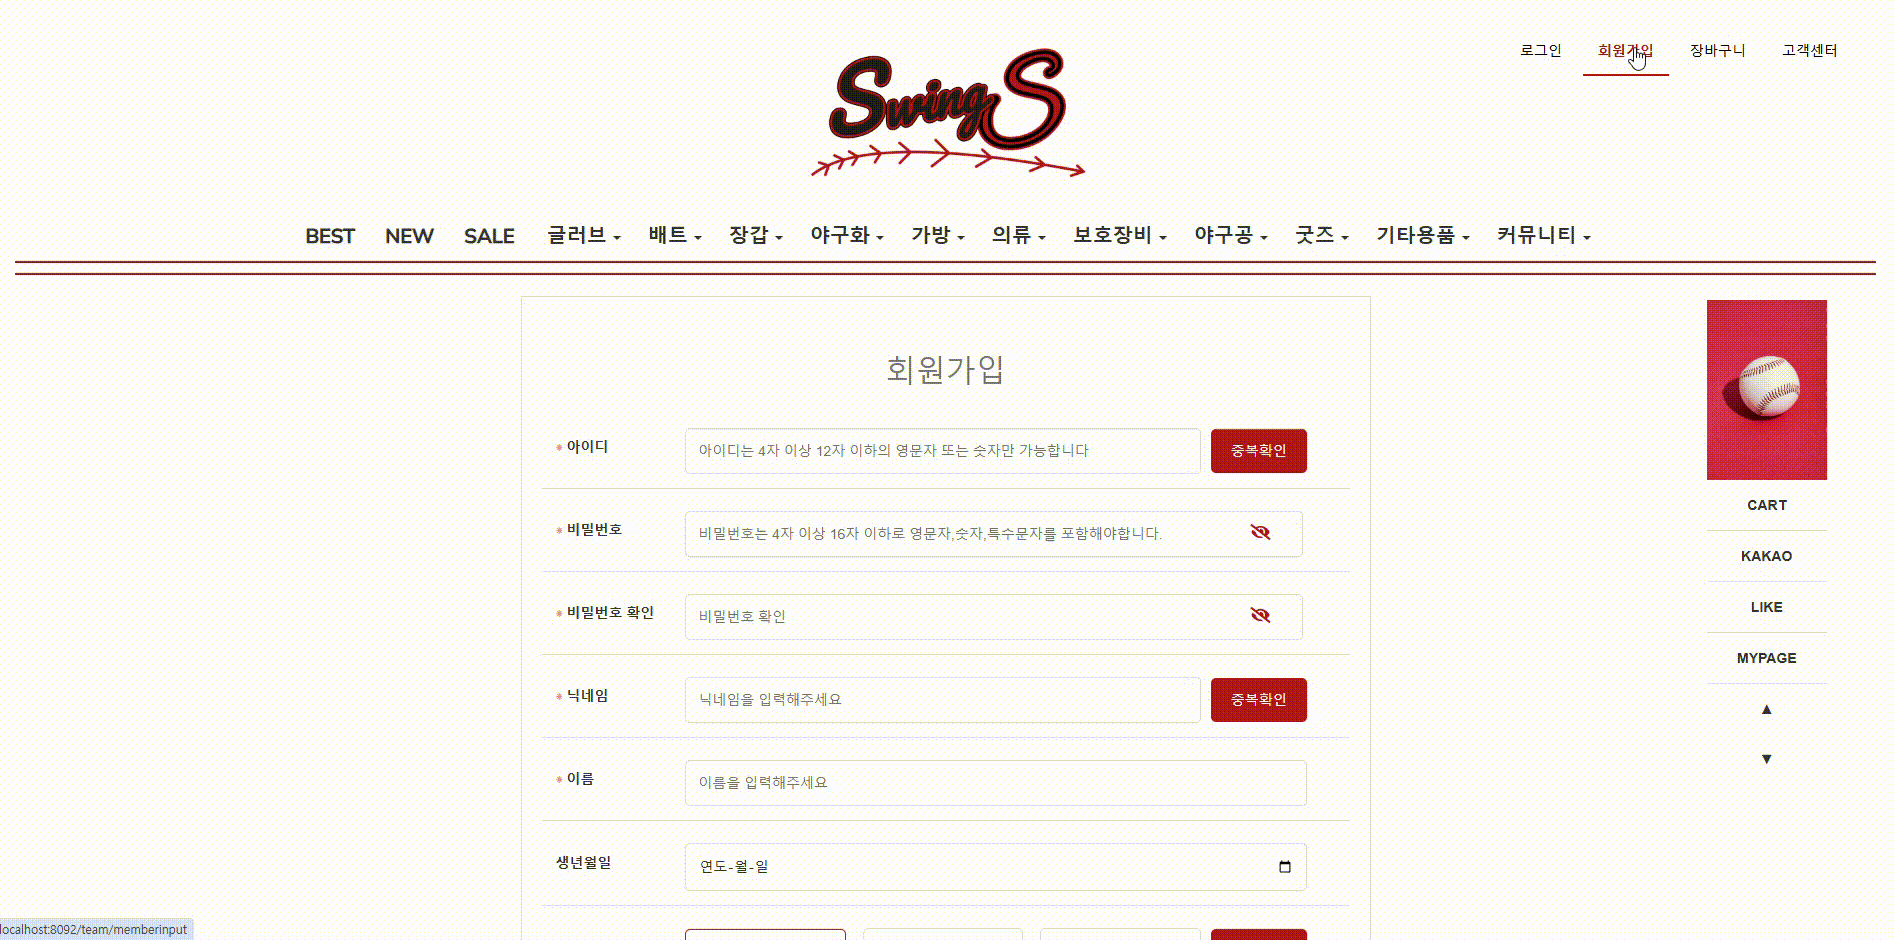 로그인 회원가입 장바구니 고객센터
Swing S
BEST NEW SALE 글러브 배트 장갑 야구화 가방 의류 보호장비 야구공 굿즈 기타용품 커뮤니티
회원가입
* 아이디 아이디는 4자 이상 12자 이하의 영문자 또는 숫자만 가능합니다 중복확인
* 비밀번호 비밀번호는 4자 이상 16자 이하로 영문자,숫자,특수문자를 포함해야합니다.
* 비밀번호 확인 비밀번호 확인
* 닉네임 닉네임을 입력해주세요 중복확인
* 이름 이름을 입력해주세요
생년월일 연도-월-일
CART
KAKAO
LIKE
MYPAGE
▲
▼
localhost:8092/team/memberinput